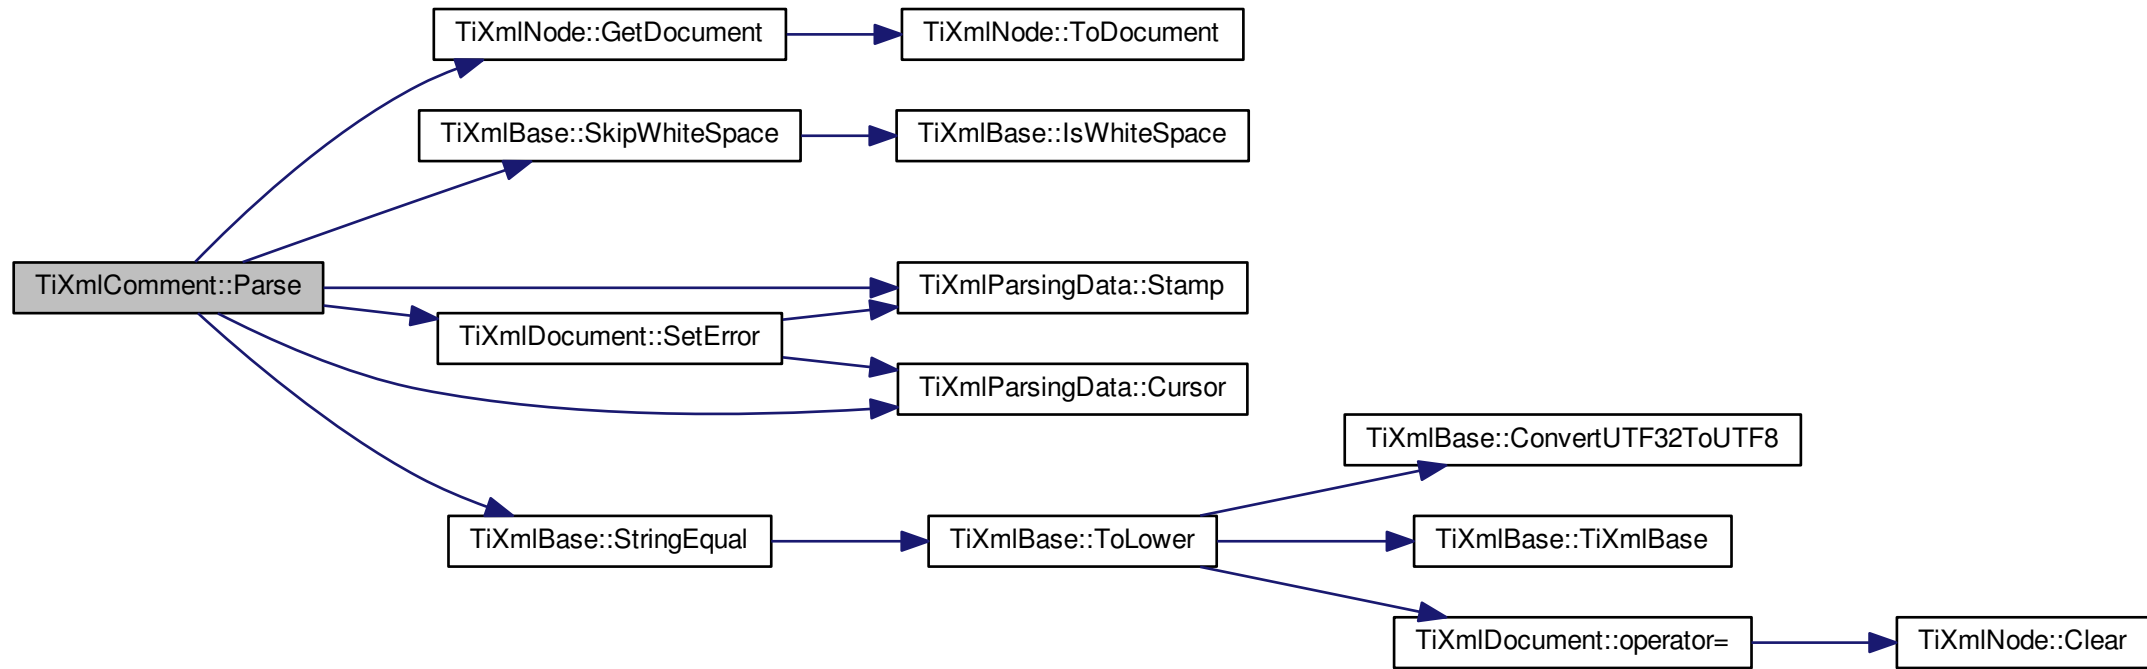 TiXmlNode::GetDocument
TiXmlNode::ToDocument
TiXmlBase::SkipWhiteSpace
TiXmlBase::IsWhiteSpace
TiXmlComment::Parse
TiXmlParsingData::Stamp
TiXmlDocument::SetError
TiXmlParsingData::Cursor
TiXmlBase::ConvertUTF32ToUTF8
TiXmlBase::StringEqual
TiXmlBase::ToLower
TiXmlBase::TiXmlBase
TiXmlDocument::operator=
TiXmlNode::Clear